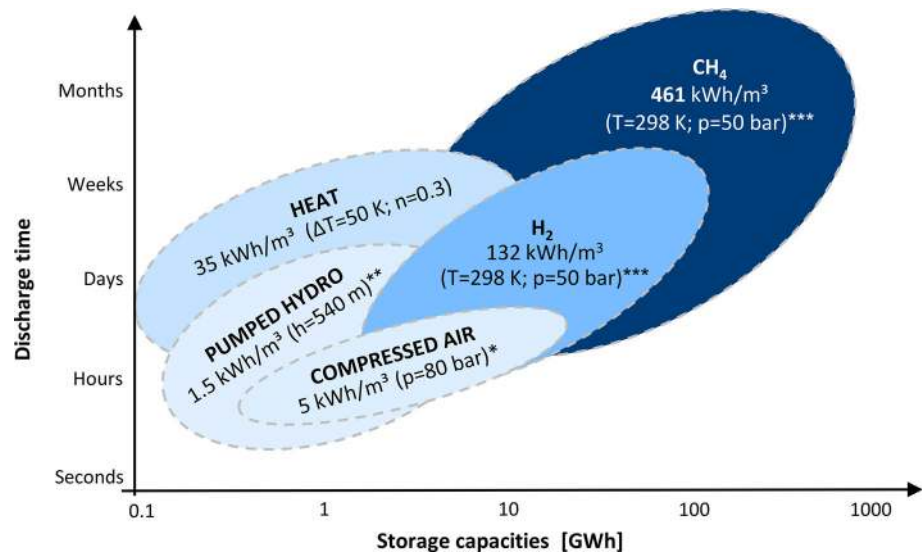 CH₄
461 kWh/m³
(T=298 K; p=50 bar)***
HEAT
35 kWh/m³ (ΔT=50 K; n=0.3)
H₂
132 kWh/m³
(T=298 K; p=50 bar)***
PUMPED HYDRO
1.5 kWh/m³ (h=540 m)**
COMPRESSED AIR
5 kWh/m³ (p=80 bar)*
Discharge time
Months
Weeks
Days
Hours
Seconds
0.1 1 10 100 1000
Storage capacities [GWh]